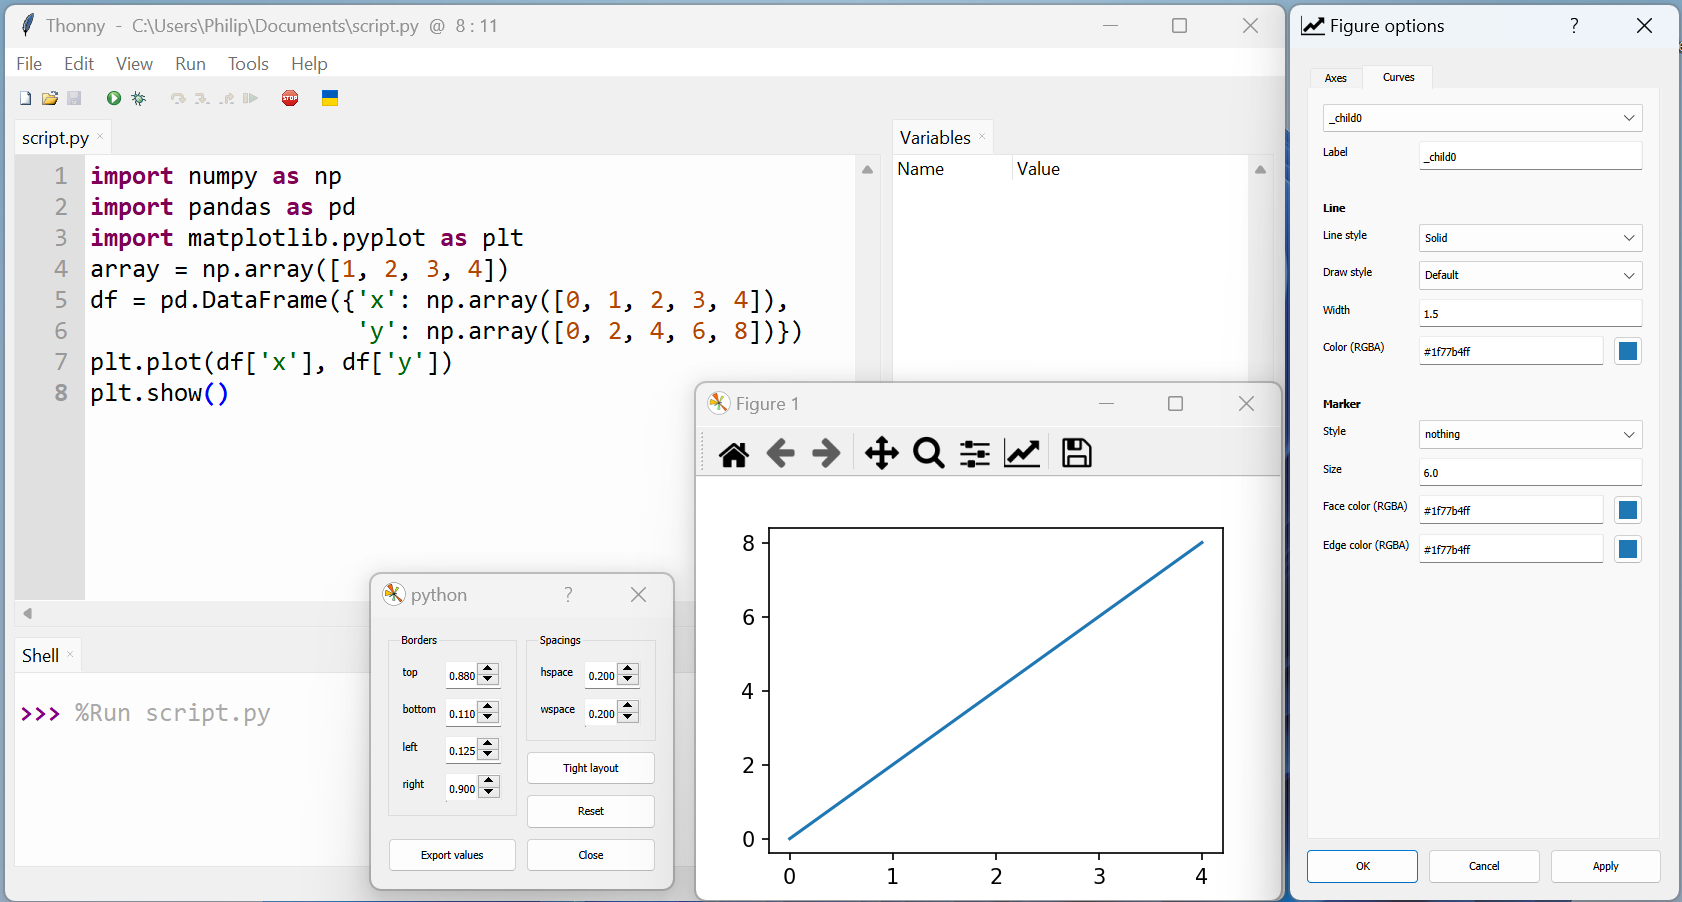 Thonny - C:\Users\Philip\Documents\script.py @ 8 : 11
File Edit View Run Tools Help
STOP
script.py
1 import numpy as np
2 import pandas as pd
3 import matplotlib.pyplot as plt
4 array = np.array([1, 2, 3, 4])
5 df = pd.DataFrame({'x': np.array([0, 1, 2, 3, 4]),
6 'y': np.array([0, 2, 4, 6, 8])})
7 plt.plot(df['x'], df['y'])
8 plt.show()
Variables
Name Value
Shell
>>> %Run script.py
python ?
Borders
top 0.880
bottom 0.110
left 0.125
right 0.900
Spacings
hspace 0.200
wspace 0.200
Tight layout
Reset
Export values Close
Figure 1
8
6
4
2
0
0 1 2 3 4
Figure options ?
Axes Curves
_child0
Label _child0
Line
Line style Solid
Draw style Default
Width 1.5
Color (RGBA) #1f77b4ff
Marker
Style nothing
Size 6.0
Face color (RGBA) #1f77b4ff
Edge color (RGBA) #1f77b4ff
OK Cancel Apply